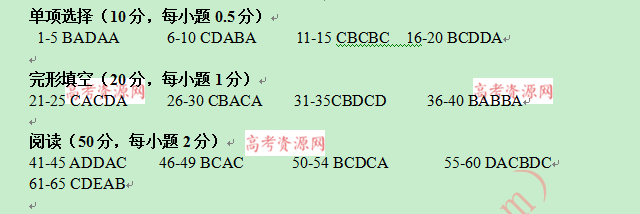 单项选择（10分，每小题0.5分）
1-5 BADAA 6-10 CDABA 11-15 CBCBC 16-20 BCDDA
完形填空（20分，每小题1分）
高考资源网 高考资源网
21-25 CACDA 26-30 CBACA 31-35CBDCD 36-40 BABBA
阅读（50分，每小题2分）
高考资源网
41-45 ADDAC 46-49 BCAC 50-54 BCDCA 55-60 DACBDC
61-65 CDEAB